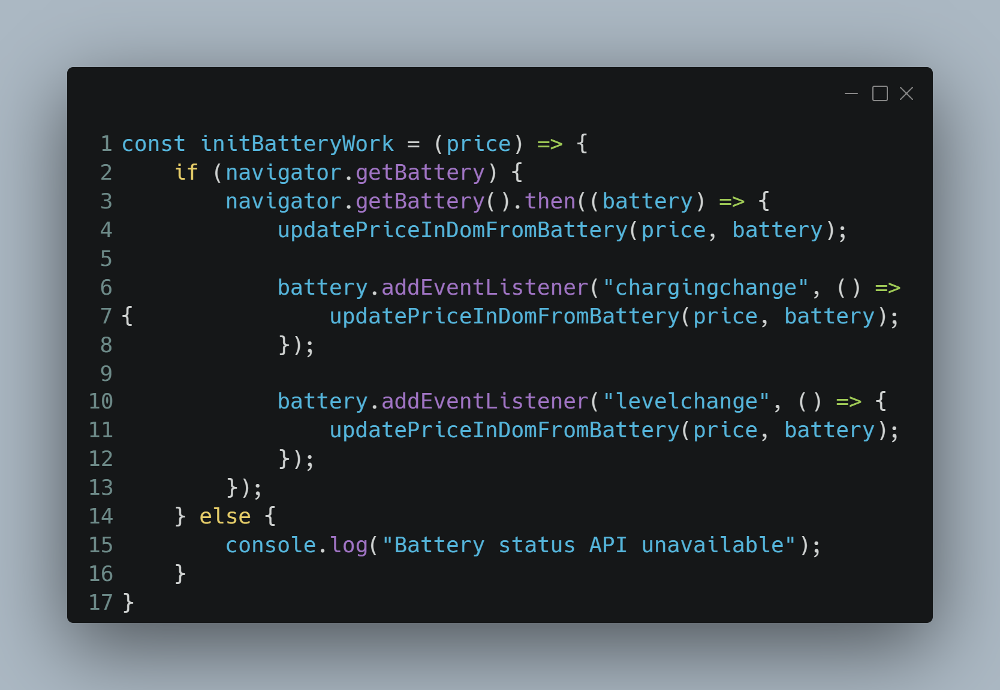 1 const initBatteryWork = (price) => {
2     if (navigator.getBattery) {
3         navigator.getBattery().then((battery) => {
4             updatePriceInDomFromBattery(price, battery);
5
6             battery.addEventListener("chargingchange", () =>
7 {               updatePriceInDomFromBattery(price, battery);
8             });
9
10             battery.addEventListener("levelchange", () => {
11                 updatePriceInDomFromBattery(price, battery);
12             });
13         });
14     } else {
15         console.log("Battery status API unavailable");
16     }
17 }